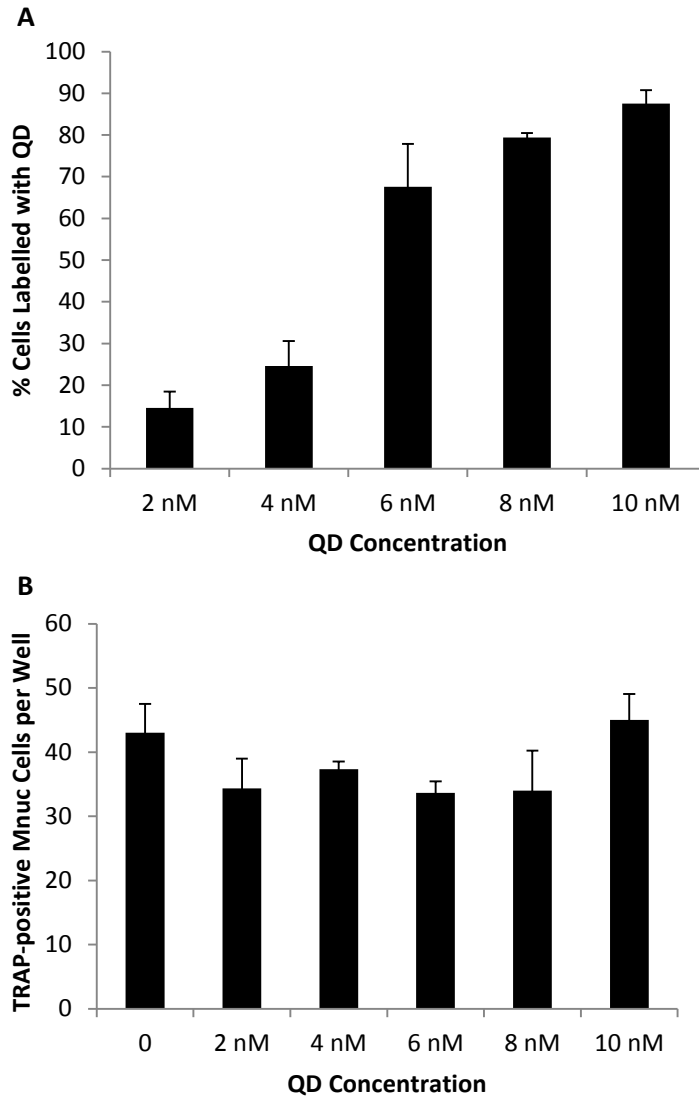 A
100
90
80
70
60
50
40
30
20
10
0
% Cells Labelled with QD
2 nM 4 nM 6 nM 8 nM 10 nM
QD Concentration
B
60
50
40
30
20
10
0
TRAP-positive Mnuc Cells per Well
0 2 nM 4 nM 6 nM 8 nM 10 nM
QD Concentration